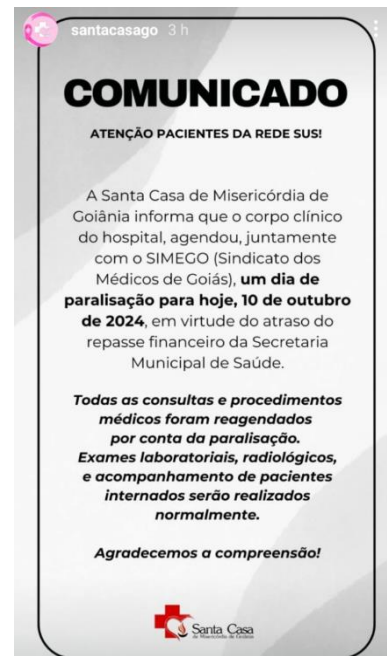 santacasago 3 h
COMUNICADO
ATENÇÃO PACIENTES DA REDE SUS!
A Santa Casa de Misericórdia de
Goiânia informa que o corpo clínico
do hospital, agendou, juntamente
com o SIMEGO (Sindicato dos
Médicos de Goiás), um dia de
paralisação para hoje, 10 de outubro
de 2024, em virtude do atraso do
repasse financeiro da Secretaria
Municipal de Saúde.
Todas as consultas e procedimentos
médicos foram reagendados
por conta da paralisação.
Exames laboratoriais, radiológicos,
e acompanhamento de pacientes
internados serão realizados
normalmente.
Agradecemos a compreensão!
Santa Casa
de Misericórdia de Goiânia